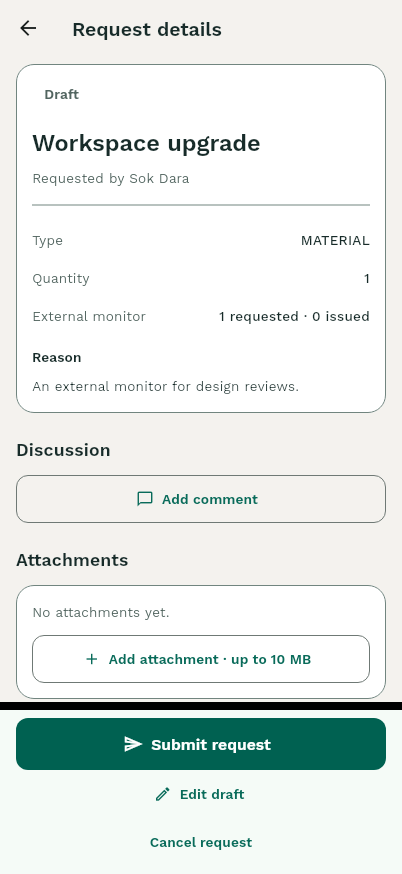 Request details
Draft
Workspace upgrade
Requested by Sok Dara
Type MATERIAL
Quantity 1
External monitor 1 requested · 0 issued
Reason
An external monitor for design reviews.
Discussion
Add comment
Attachments
No attachments yet.
Add attachment · up to 10 MB
Submit request
Edit draft
Cancel request